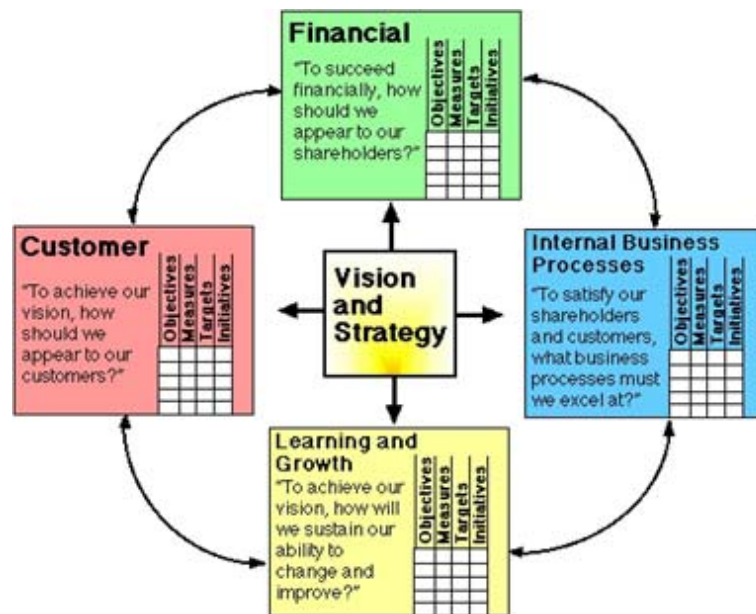 Financial
"To succeed
financially, how
should we
appear to our
shareholders?"
Objectives
Measures
Targets
Initiatives
Customer
"To achieve our
vision, how
should we
appear to our
customers?"
Objectives
Measures
Targets
Initiatives
Vision
and
Strategy
Internal Business
Processes
"To satisfy our
shareholders
and customers,
what business
processes must
we excel at?"
Objectives
Measures
Targets
Initiatives
Learning and
Growth
"To achieve our
vision, how will
we sustain our
ability to
change and
improve?"
Objectives
Measures
Targets
Initiatives